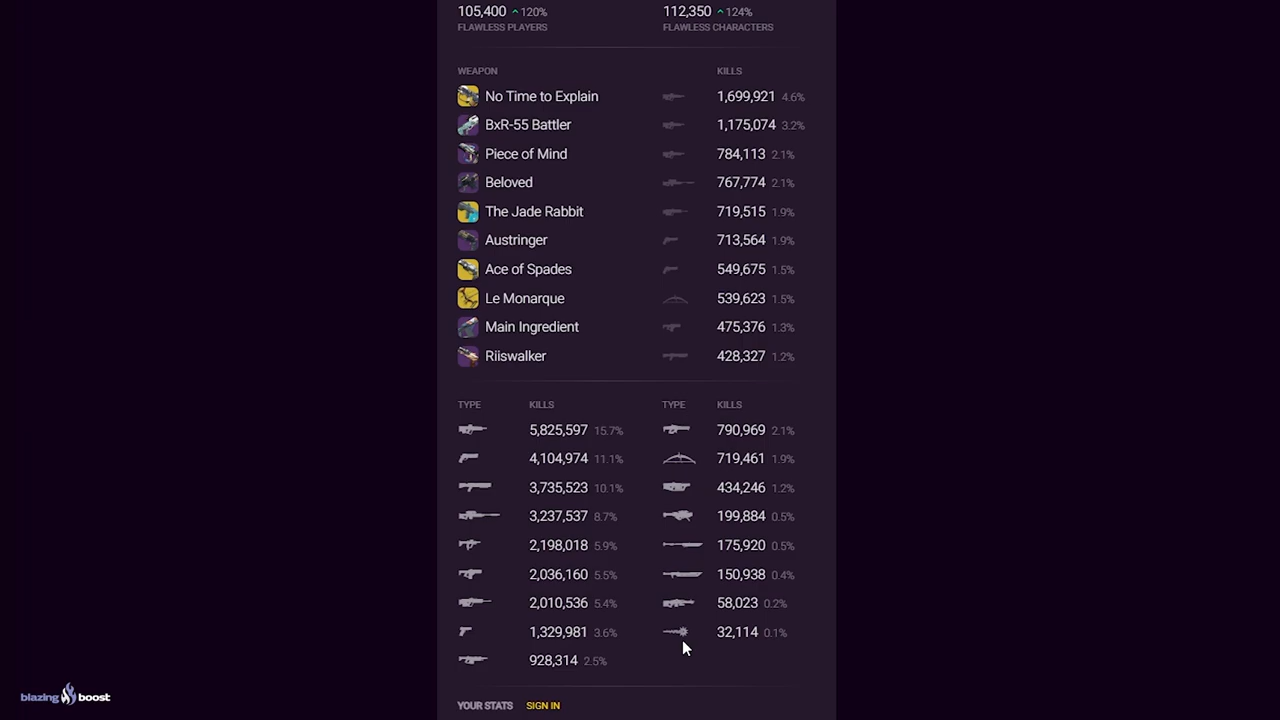 105,400 120% 112,350 124%
FLAWLESS PLAYERS FLAWLESS CHARACTERS
WEAPON KILLS
No Time to Explain 1,699,921 4.6%
BxR-55 Battler 1,175,074 3.2%
Piece of Mind 784,113 2.1%
Beloved 767,774 2.1%
The Jade Rabbit 719,515 1.9%
Austringer 713,564 1.9%
Ace of Spades 549,675 1.5%
Le Monarque 539,623 1.5%
Main Ingredient 475,376 1.3%
Riiswalker 428,327 1.2%
TYPE KILLS TYPE KILLS
5,825,597 15.7% 790,969 2.1%
4,104,974 11.1% 719,461 1.9%
3,735,523 10.1% 434,246 1.2%
3,237,537 8.7% 199,884 0.5%
2,198,018 5.9% 175,920 0.5%
2,036,160 5.5% 150,938 0.4%
2,010,536 5.4% 58,023 0.2%
1,329,981 3.6% 32,114 0.1%
928,314 2.5%
YOUR STATS SIGN IN
blazing boost